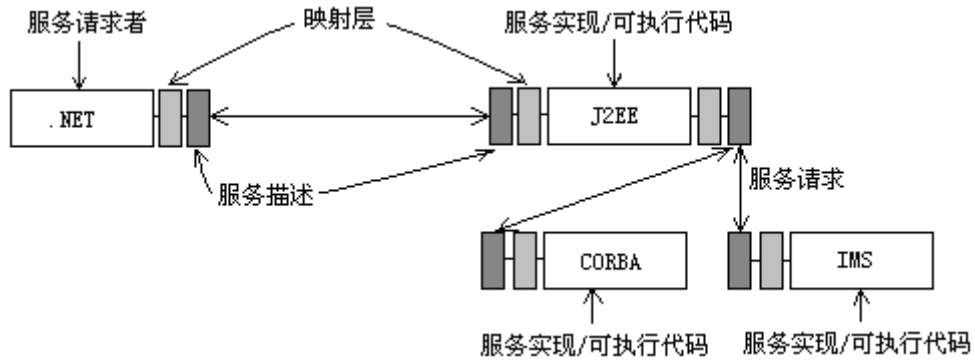 服务请求者
映射层
服务实现/可执行代码
.NET
J2EE
服务描述
服务请求
CORBA
IMS
服务实现/可执行代码
服务实现/可执行代码